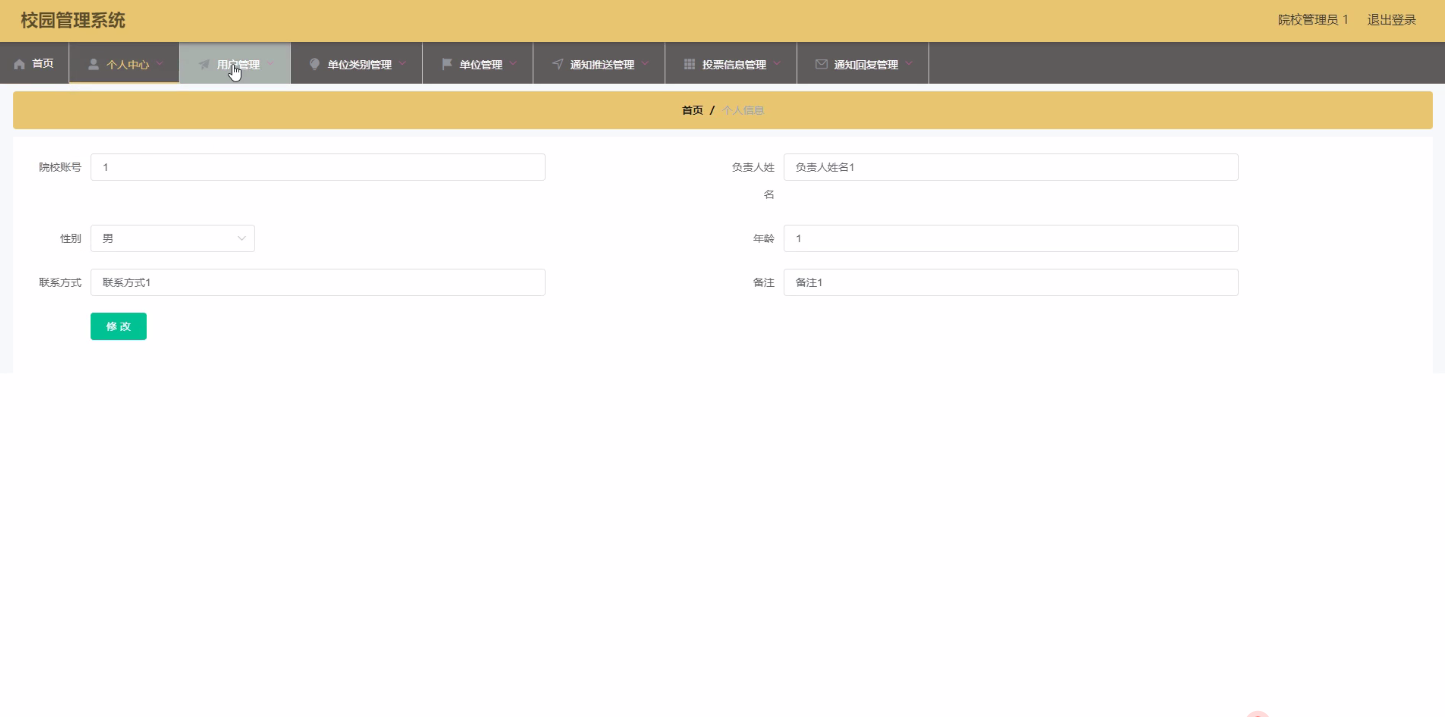 校园管理系统
院校管理员 1 退出登录
首页 个人中心 用户管理 单位类别管理 单位管理 通知推送管理 投票信息管理 通知回复管理
首页 / 个人信息
院校账号 1
负责人姓名 负责人姓名1
性别 男
年龄 1
联系方式 联系方式1
备注 备注1
修 改